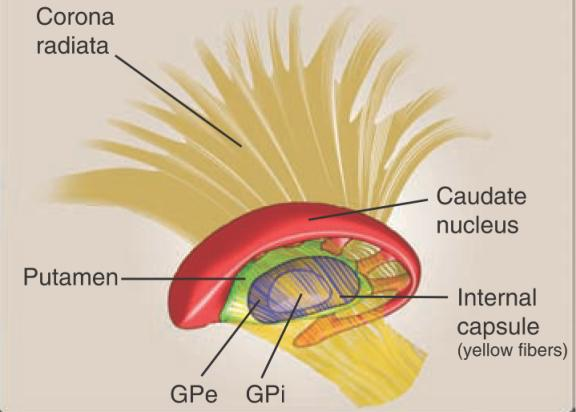 Corona
radiata
Caudate
nucleus
Putamen
Internal
capsule
(yellow fibers)
GPe
GPi